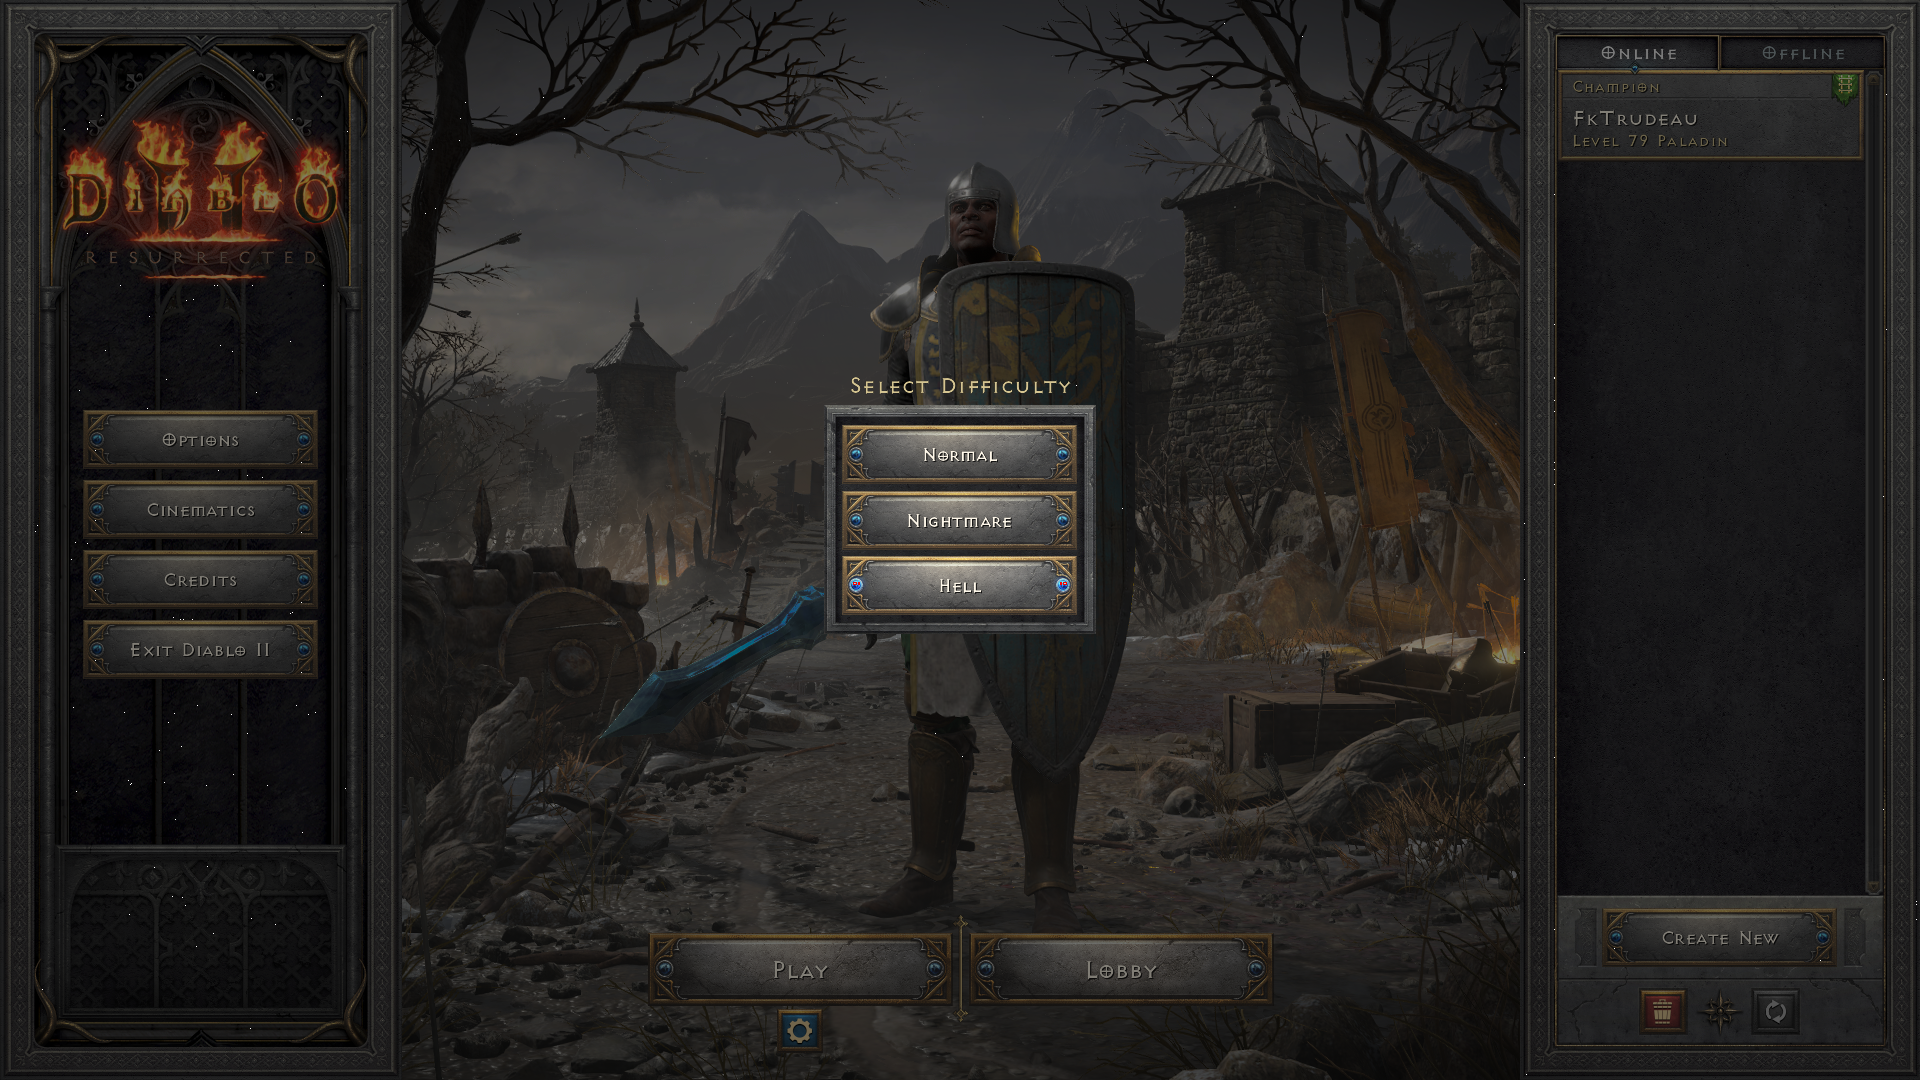 DIABLO II
RESURRECTED
Options
Cinematics
Credits
Exit Diablo II
Select Difficulty
Normal
Nightmare
Hell
Play
Lobby
Online
Offline
Champion
FkTrudeau
Level 79 Paladin
Create New